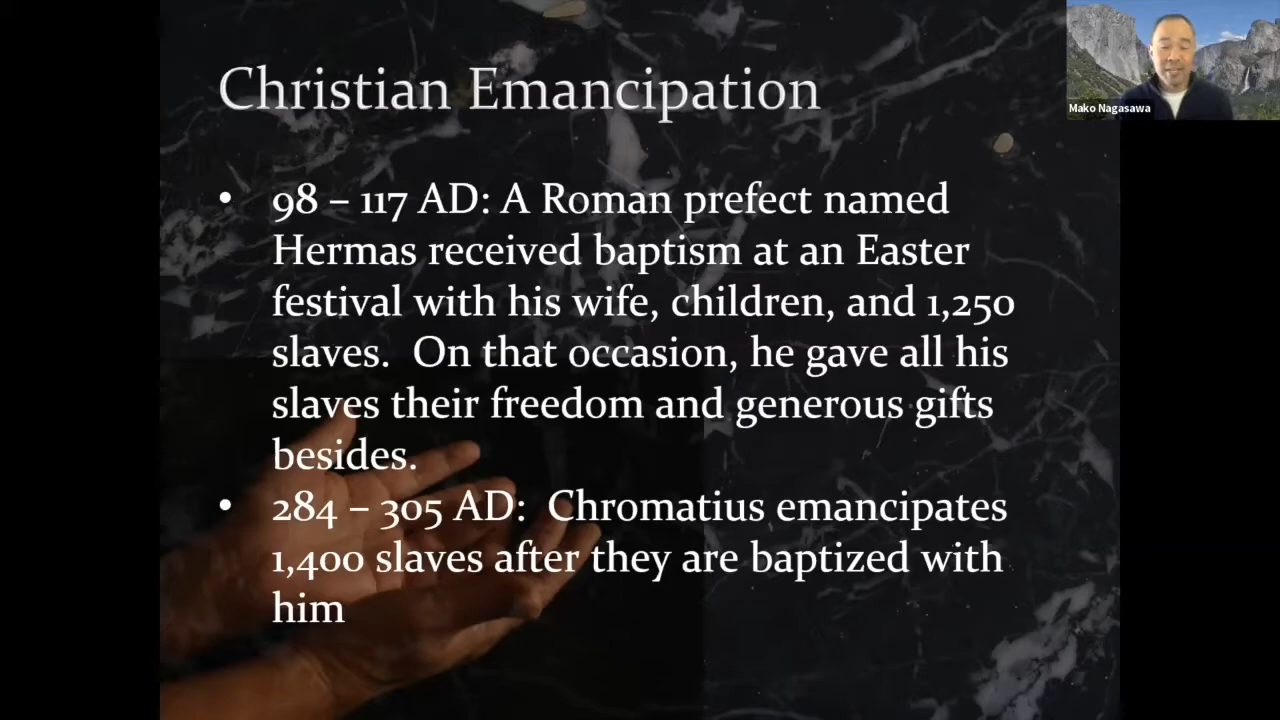 Christian Emancipation
Mako Nagasawa
• 98 – 117 AD: A Roman prefect named
Hermas received baptism at an Easter
festival with his wife, children, and 1,250
slaves.  On that occasion, he gave all his
slaves their freedom and generous gifts
besides.
• 284 – 305 AD:  Chromatius emancipates
1,400 slaves after they are baptized with
him